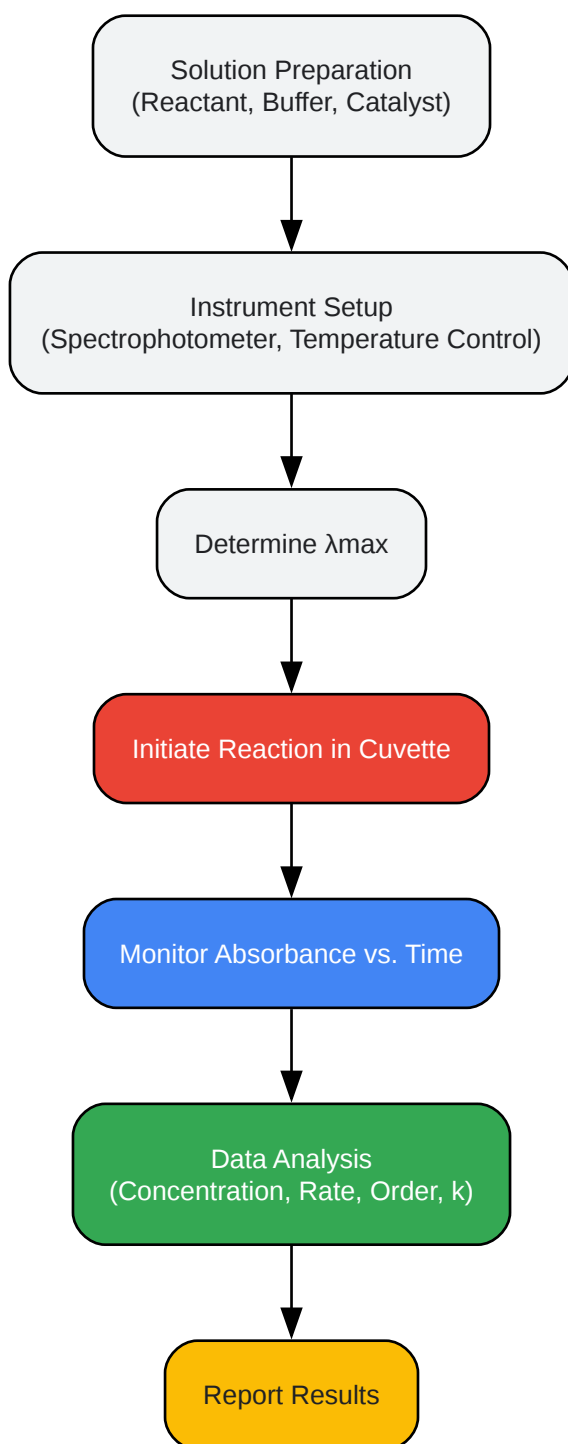 Solution Preparation
(Reactant, Buffer, Catalyst)
Instrument Setup
(Spectrophotometer, Temperature Control)
Determine λmax
Initiate Reaction in Cuvette
Monitor Absorbance vs. Time
Data Analysis
(Concentration, Rate, Order, k)
Report Results